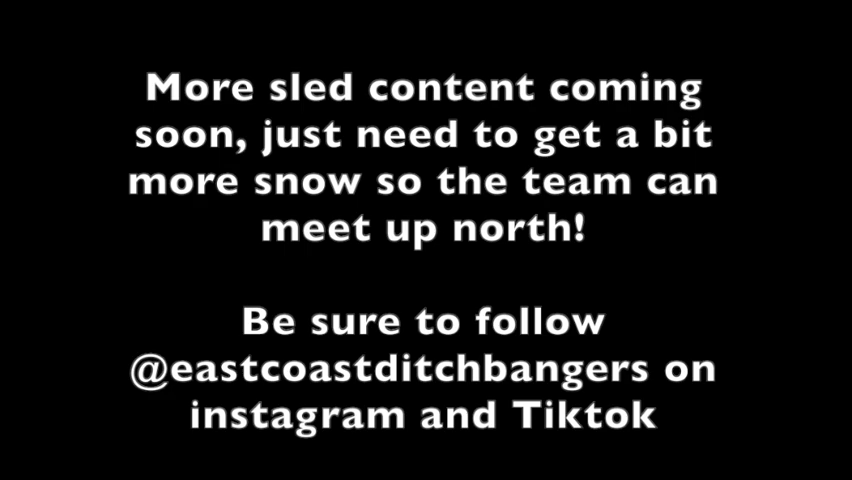 More sled content coming
soon, just need to get a bit
more snow so the team can
meet up north!
Be sure to follow
@eastcoastditchbangers on
instagram and Tiktok